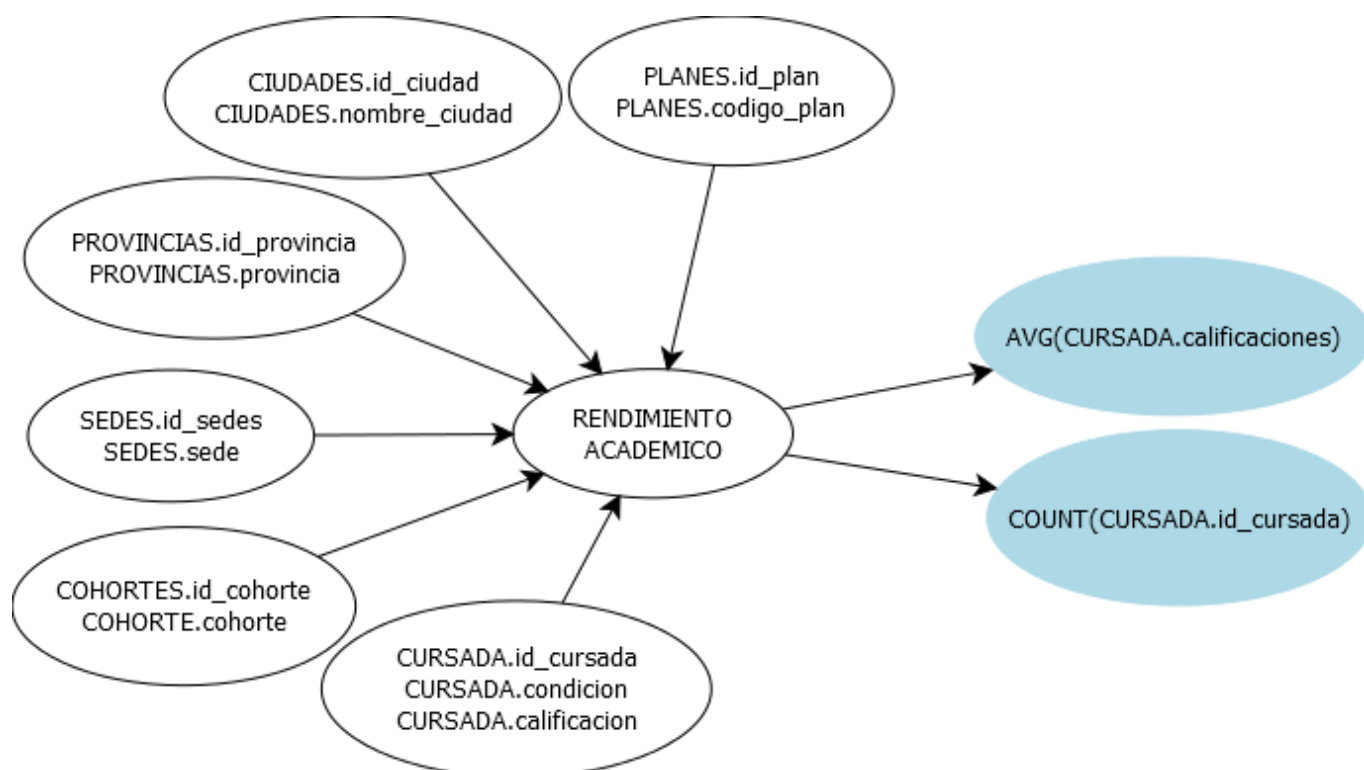 CIUDADES.id_ciudad
CIUDADES.nombre_ciudad
PLANES.id_plan
PLANES.codigo_plan
PROVINCIAS.id_provincia
PROVINCIAS.provincia
SEDES.id_sedes
SEDES.sede
COHORTES.id_cohorte
COHORTE.cohorte
CURSADA.id_cursada
CURSADA.condicion
CURSADA.calificacion
RENDIMIENTO
ACADEMICO
AVG(CURSADA.calificaciones)
COUNT(CURSADA.id_cursada)